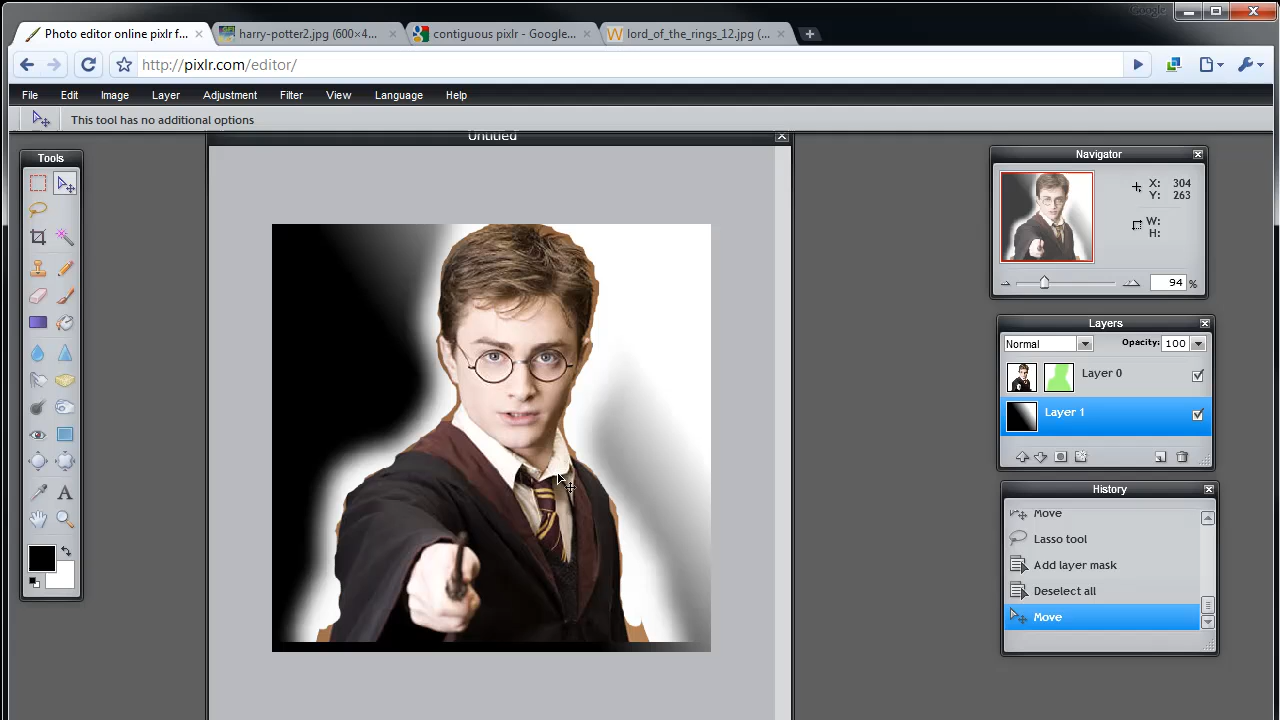 Google
Photo editor online pixlr f...
harry-potter2.jpg (600×4...
contiguous pixlr - Google...
lord_of_the_rings_12.jpg (...
http://pixlr.com/editor/
File Edit Image Layer Adjustment Filter View Language Help
This tool has no additional options
Untitled
Tools
Navigator
X: 304
Y: 263
W:
H:
94 %
Layers
Normal
Opacity: 100
Layer 0
Layer 1
History
Move
Lasso tool
Add layer mask
Deselect all
Move